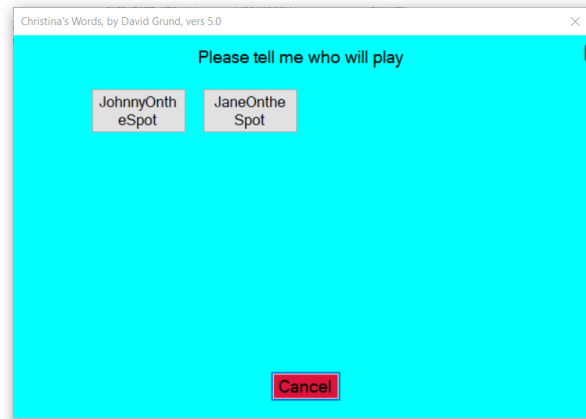 Christina's Words, by David Grund, vers 5.0
Please tell me who will play
JohnnyOnth
eSpot
JaneOnthe
Spot
Cancel